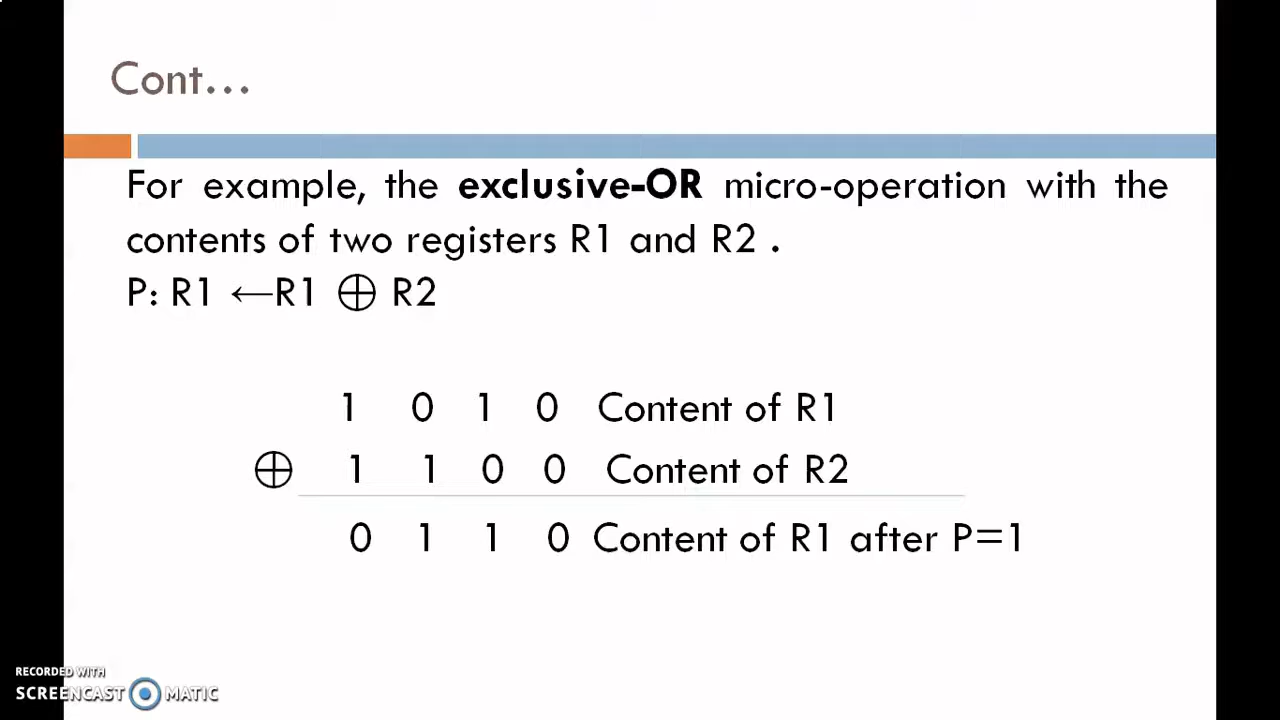 Cont...
For example, the exclusive-OR micro-operation with the
contents of two registers R1 and R2 .
P: R1 ←R1 ⊕ R2
1 0 1 0 Content of R1
⊕ 1 1 0 0 Content of R2
0 1 1 0 Content of R1 after P=1
RECORDED WITH
SCREENCAST MATIC